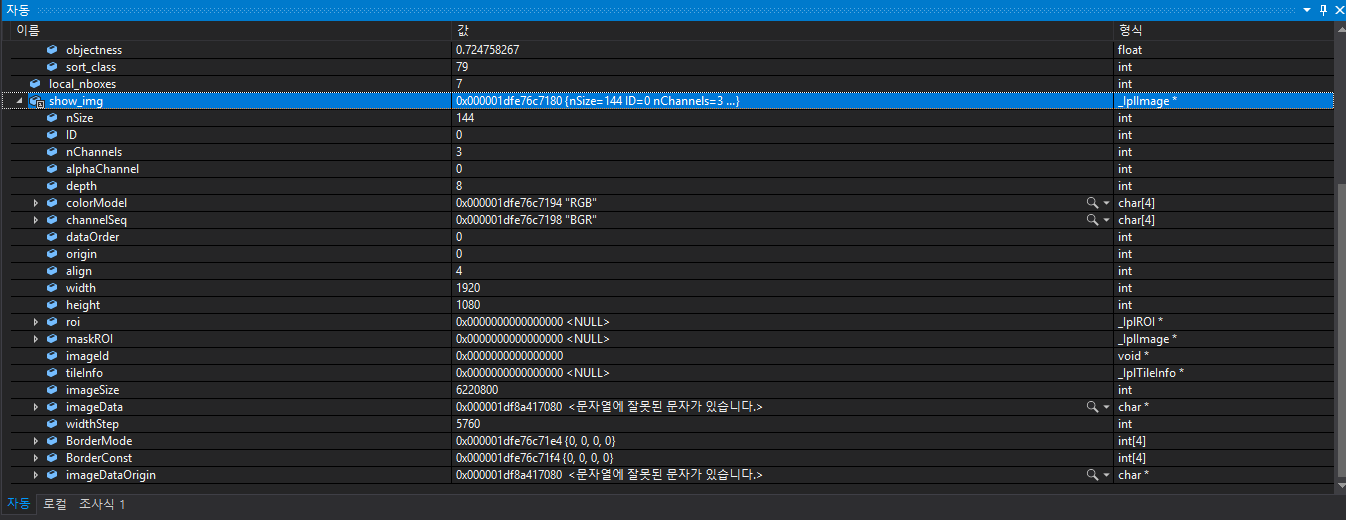 자동
이름 값 형식
objectness 0.724758267 float
sort_class 79 int
local_nboxes 7 int
show_img 0x000001dfe76c7180 {nSize=144 ID=0 nChannels=3 ...} _IplImage *
nSize 144 int
ID 0 int
nChannels 3 int
alphaChannel 0 int
depth 8 int
colorModel 0x000001dfe76c7194 "RGB" char[4]
channelSeq 0x000001dfe76c7198 "BGR" char[4]
dataOrder 0 int
origin 0 int
align 4 int
width 1920 int
height 1080 int
roi 0x0000000000000000 <NULL> _IplROI *
maskROI 0x0000000000000000 <NULL> _IplImage *
imageId 0x0000000000000000 void *
tileInfo 0x0000000000000000 <NULL> _IplTileInfo *
imageSize 6220800 int
imageData 0x000001df8a417080 <문자열에 잘못된 문자가 있습니다.> char *
widthStep 5760 int
BorderMode 0x000001dfe76c71e4 {0, 0, 0, 0} int[4]
BorderConst 0x000001dfe76c71f4 {0, 0, 0, 0} int[4]
imageDataOrigin 0x000001df8a417080 <문자열에 잘못된 문자가 있습니다.> char *
자동 로컬 조사식 1